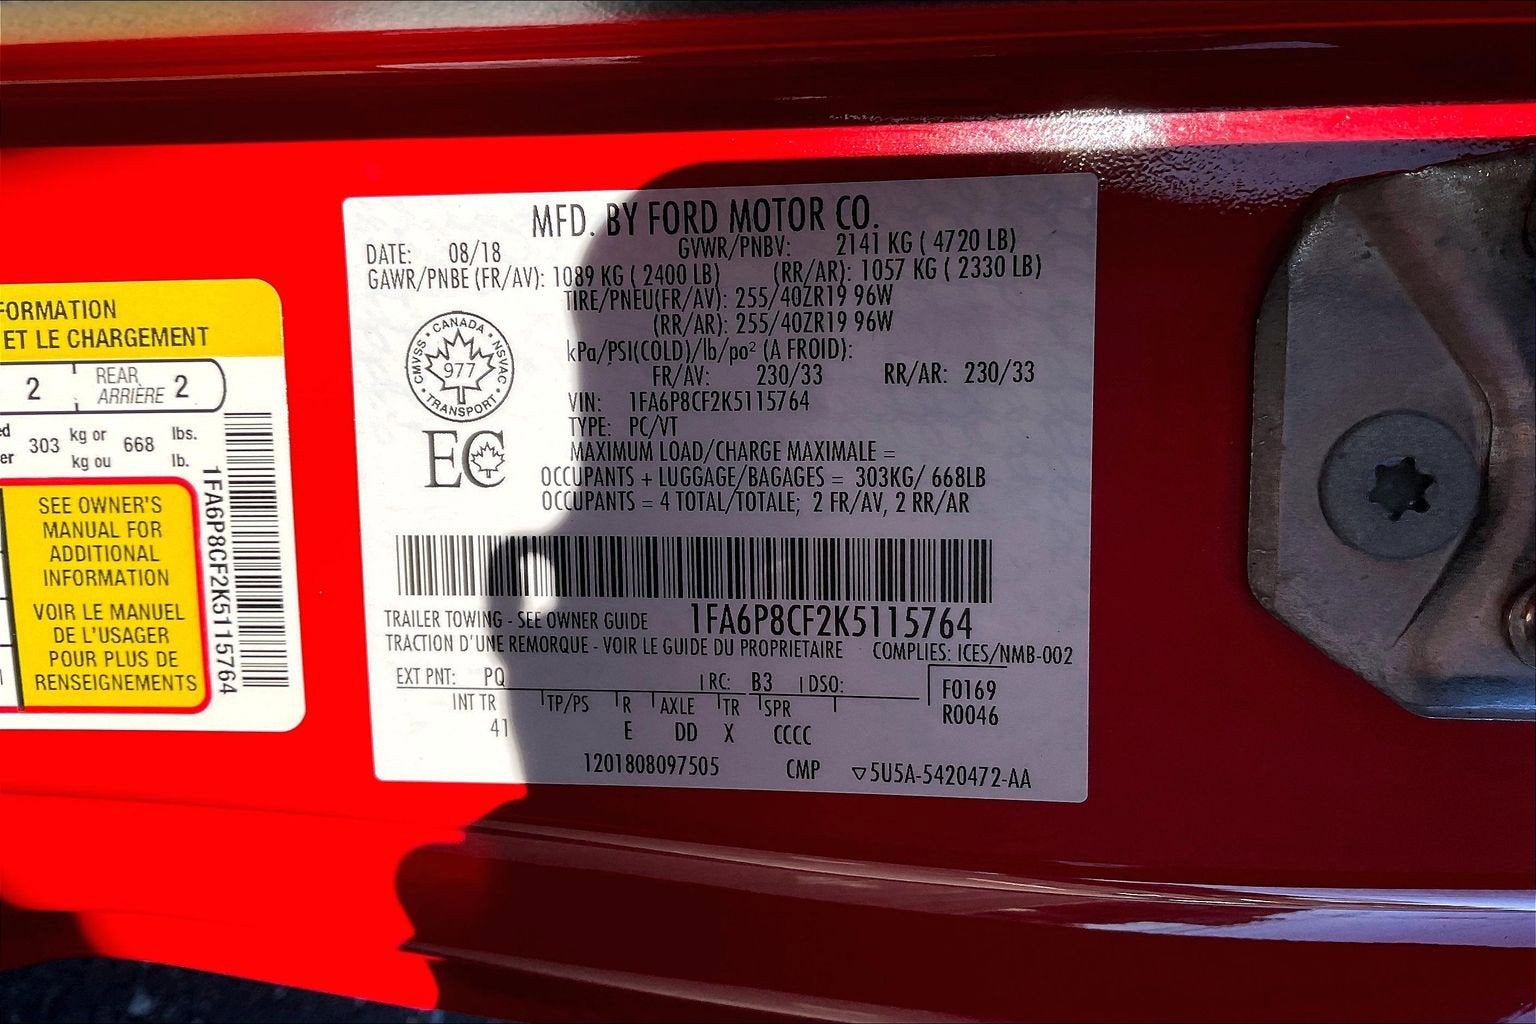 FORMATION
ET LE CHARGEMENT
2 REAR ARRIÈRE 2
303 kg or 668 lbs.
kg ou lb.
SEE OWNER'S
MANUAL FOR
ADDITIONAL
INFORMATION
VOIR LE MANUEL
DE L'USAGER
POUR PLUS DE
RENSEIGNEMENTS
1FA6P8CF2K5115764
MFD. BY FORD MOTOR CO.
DATE: 08/18 GVWR/PNBV: 2141 KG ( 4720 LB)
GAWR/PNBE (FR/AV): 1089 KG ( 2400 LB) (RR/AR): 1057 KG ( 2330 LB)
TIRE/PNEU(FR/AV): 255/40ZR19 96W
(RR/AR): 255/40ZR19 96W
kPa/PSI(COLD)/lb/po² (A FROID):
FR/AV: 230/33 RR/AR: 230/33
VIN: 1FA6P8CF2K5115764
TYPE: PC/VT
MAXIMUM LOAD/CHARGE MAXIMALE =
OCCUPANTS + LUGGAGE/BAGAGES = 303KG/ 668LB
OCCUPANTS = 4 TOTAL/TOTALE; 2 FR/AV, 2 RR/AR
CANADA
CMVSS · NSVAC
977
TRANSPORT
EC
TRAILER TOWING - SEE OWNER GUIDE 1FA6P8CF2K5115764
TRACTION D'UNE REMORQUE - VOIR LE GUIDE DU PROPRIETAIRE COMPLIES: ICES/NMB-002
EXT PNT: PQ RC: B3 DSO: F0169
INT TR TP/PS R AXLE TR SPR R0046
41 E DD X CCCC
1201808097505 CMP ▽5U5A-5420472-AA